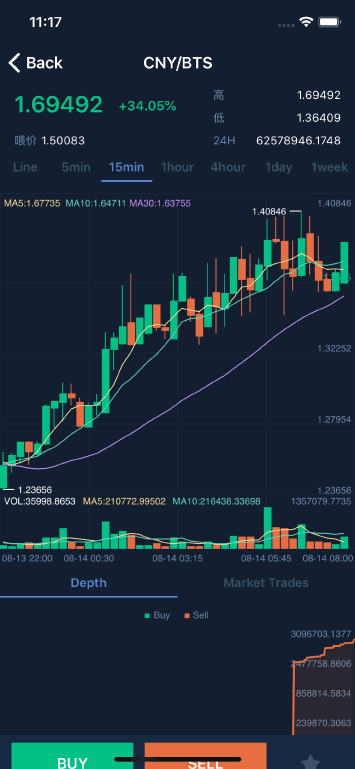 11:17
Back
CNY/BTS
1.69492 +34.05%
高 1.69492
低 1.36409
喂价 1.50083
24H 62578946.1748
Line 5min 15min 1hour 4hour 1day 1week
MA5:1.67735 MA10:1.64711 MA30:1.63755
1.40846
1.40846
1.32252
1.27954
1.23656
1.23656
VOL:35998.8653 MA5:210772.99502 MA10:216438.33698 1357079.7735
08-13 22:00 08-14 00:30 08-14 03:15 08-14 05:45 08-14 08:00
Depth Market Trades
Buy Sell
3096703.1377
2477758.8606
1858814.5834
1239870.3063
BUY SELL